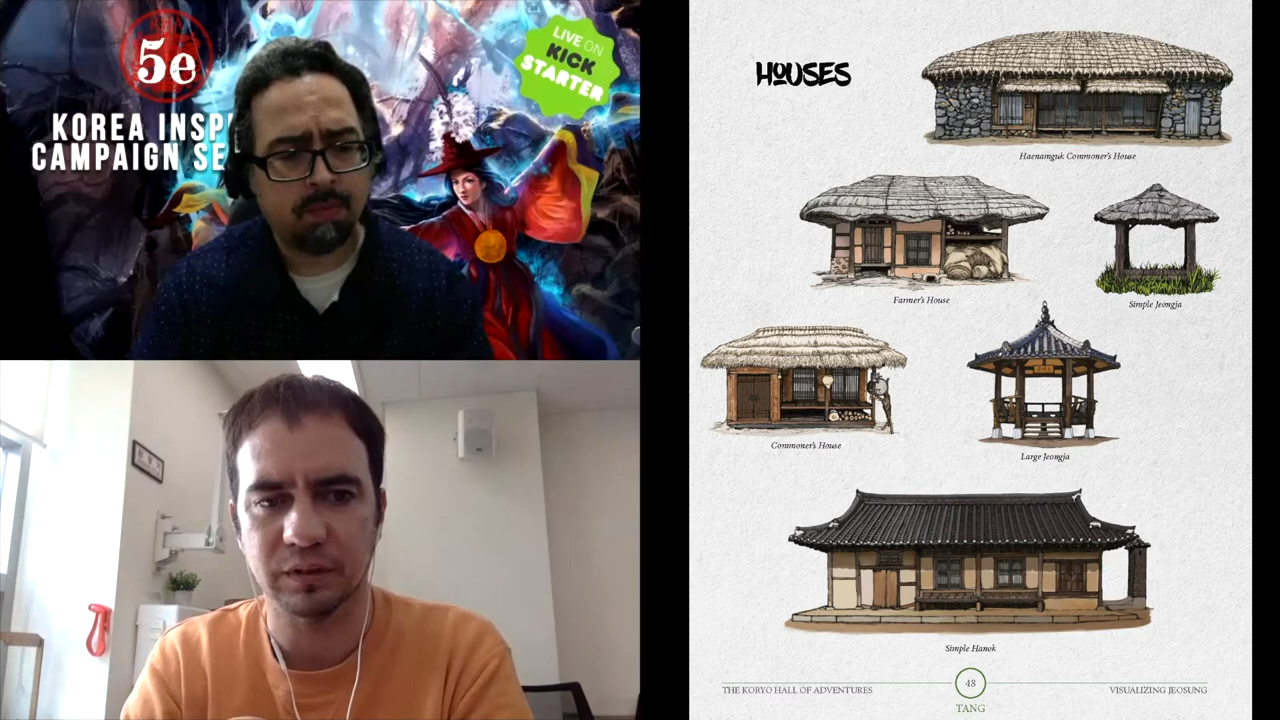 5e
KOREA INSP
CAMPAIGN SE
LIVE ON
KICK
STARTER
HOUSES
Haenamguk Commoner's House
Farmer's House
Simple Jeongja
Commoner's House
Large Jeongja
Simple Hanok
THE KORYO HALL OF ADVENTURES
48
VISUALIZING JEOSUNG
TANG